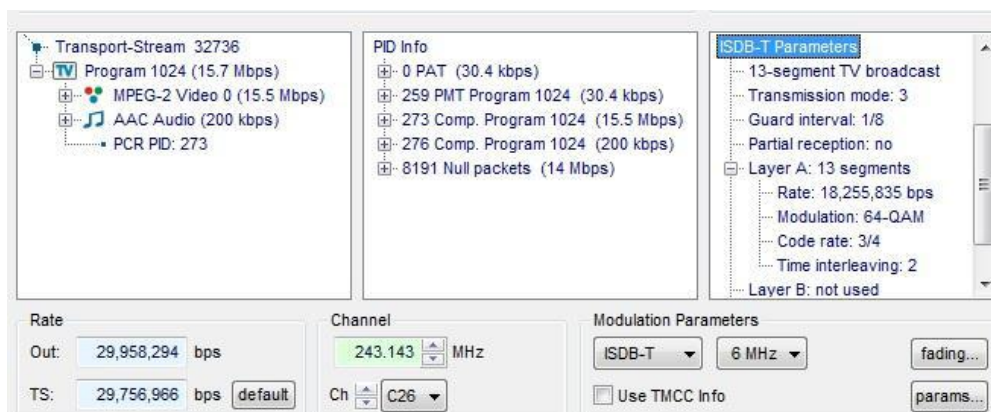 Transport-Stream 32736
TV Program 1024 (15.7 Mbps)
MPEG-2 Video 0 (15.5 Mbps)
AAC Audio (200 kbps)
PCR PID: 273
PID Info
0 PAT (30.4 kbps)
259 PMT Program 1024 (30.4 kbps)
273 Comp. Program 1024 (15.5 Mbps)
276 Comp. Program 1024 (200 kbps)
8191 Null packets (14 Mbps)
ISDB-T Parameters
13-segment TV broadcast
Transmission mode: 3
Guard interval: 1/8
Partial reception: no
Layer A: 13 segments
Rate: 18,255,835 bps
Modulation: 64-QAM
Code rate: 3/4
Time interleaving: 2
Layer B: not used
Rate
Out: 29,958,294 bps
TS: 29,756,966 bps default
Channel
243.143 MHz
Ch C26
Modulation Parameters
ISDB-T 6 MHz fading...
Use TMCC Info params...